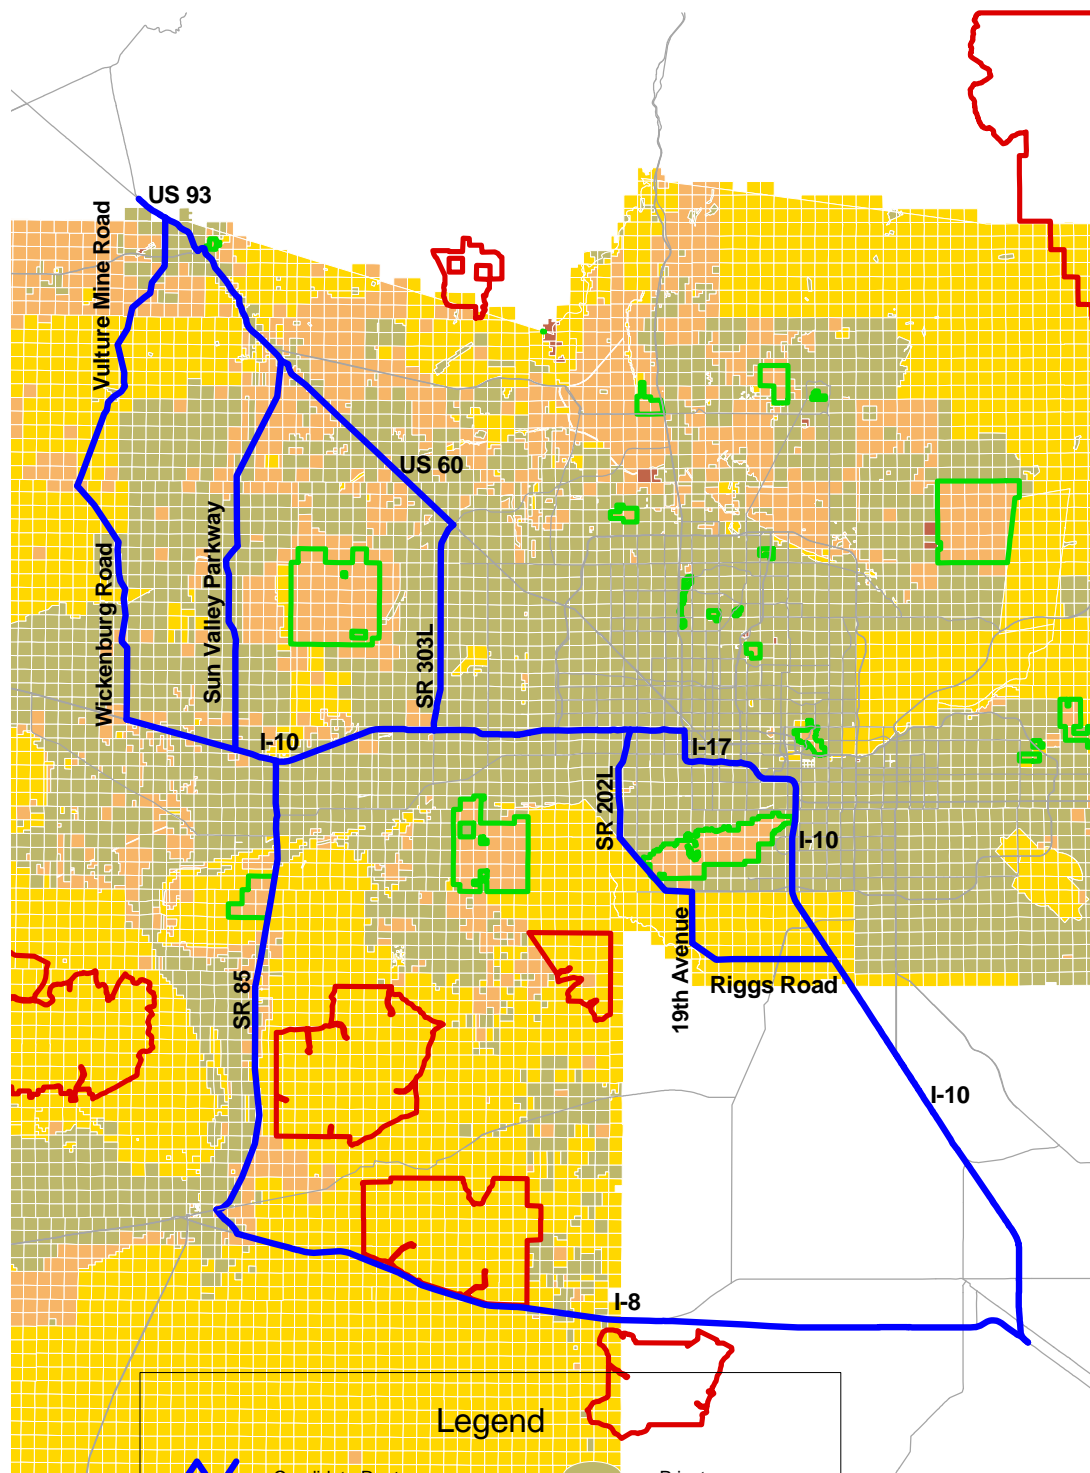 US 93
Vulture Mine Road
US 60
Sun Valley Parkway
Wickenburg Road
SR 303L
I-10
I-17
SR 202L
I-10
19th Avenue
Riggs Road
SR 85
I-10
I-8
Legend